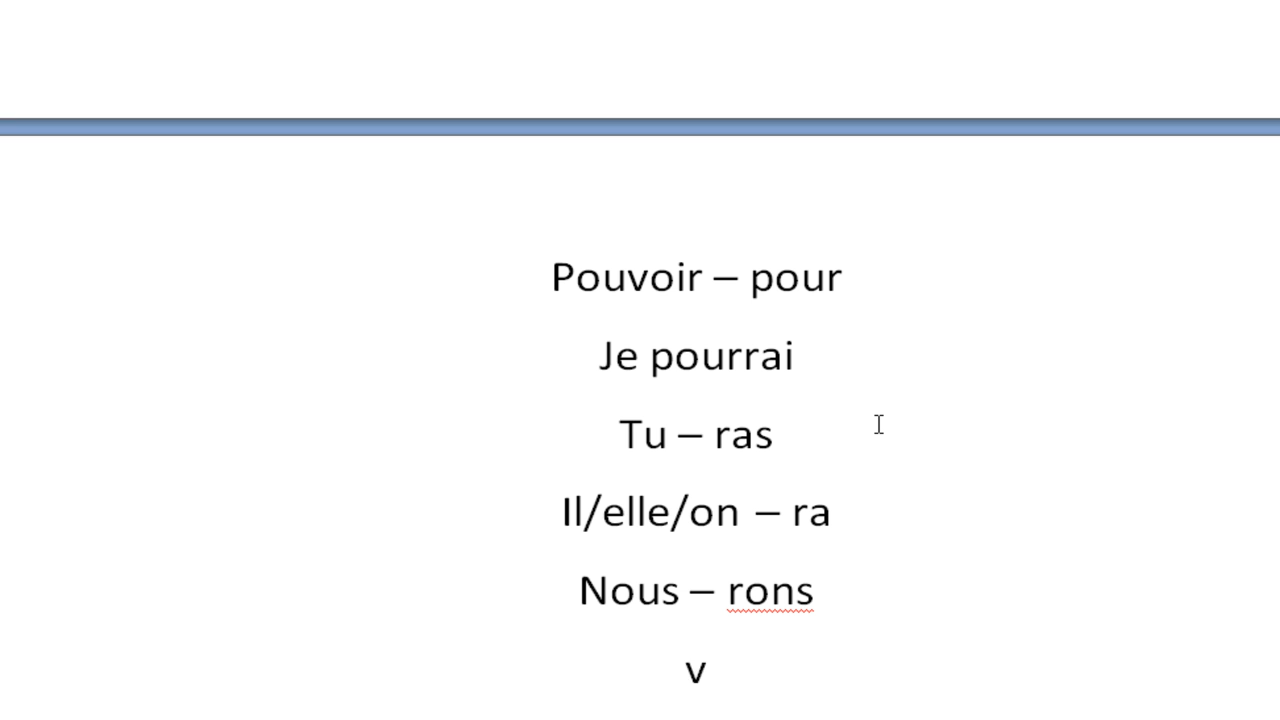 Pouvoir – pour
Je pourrai
Tu – ras
Il/elle/on – ra
Nous – rons
v